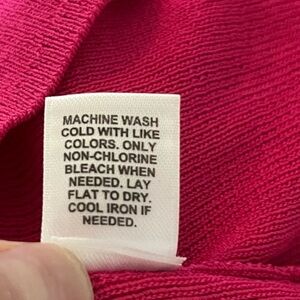 MACHINE WASH
COLD WITH LIKE
COLORS. ONLY
NON-CHLORINE
BLEACH WHEN
NEEDED. LAY
FLAT TO DRY.
COOL IRON IF
NEEDED.